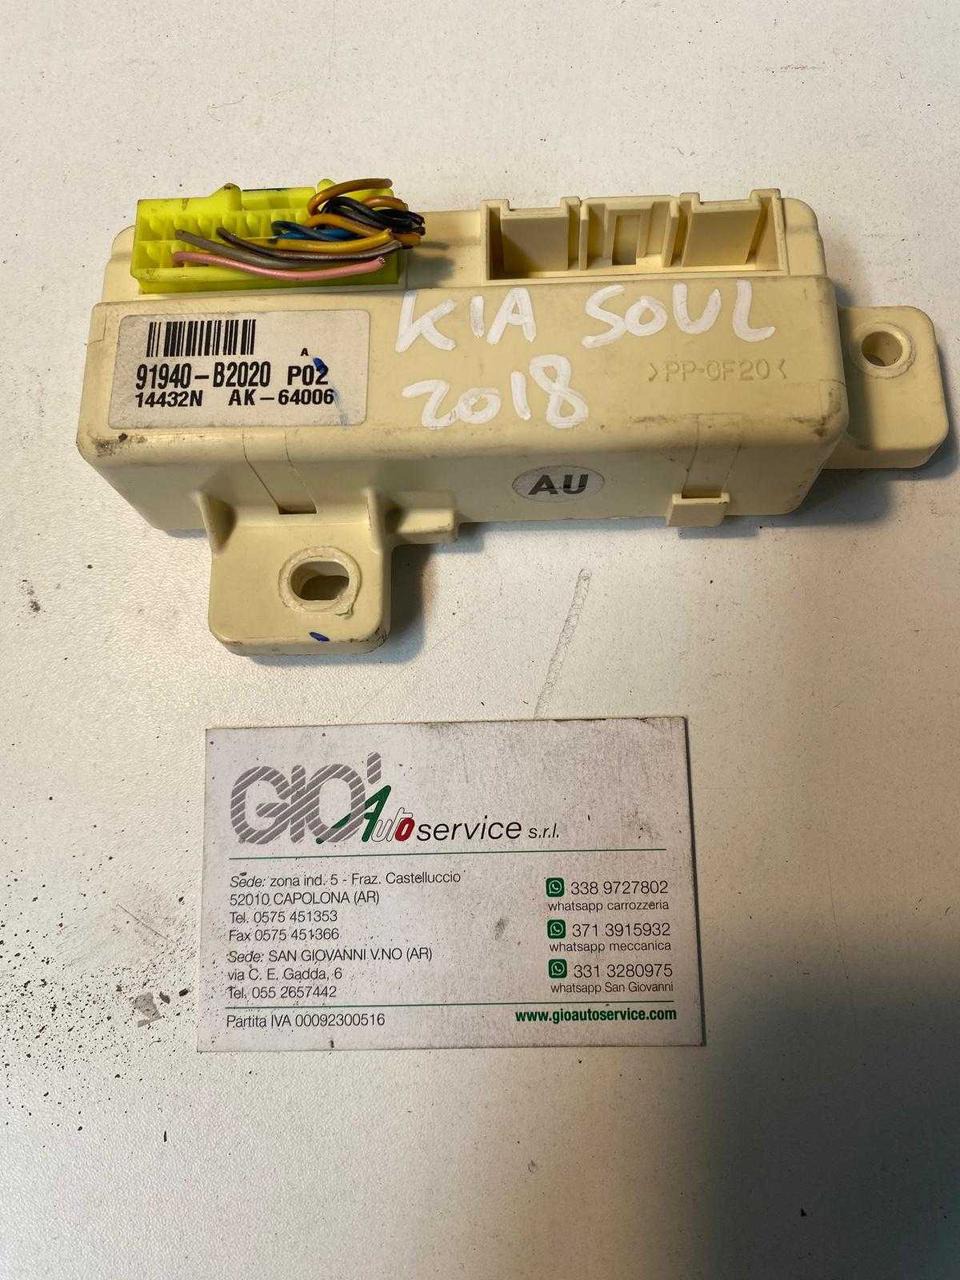 KIA SOUL
2018
A
91940-B2020 P02
14432N AK-64006
>PP-GF20<
AU
GIO' Auto service s.r.l.
Sede: zona ind. 5 - Fraz. Castelluccio
52010 CAPOLONA (AR)
Tel. 0575 451353
Fax 0575 451366
Sede: SAN GIOVANNI V.NO (AR)
via C. E. Gadda, 6
Tel. 055 2657442
338 9727802
whatsapp carrozzeria
371 3915932
whatsapp meccanica
331 3280975
whatsapp San Giovanni
Partita IVA 00092300516
www.gioautoservice.com